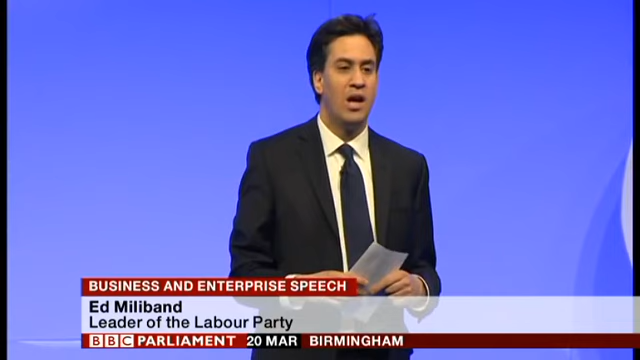 BUSINESS AND ENTERPRISE SPEECH
Ed Miliband
Leader of the Labour Party
BBC PARLIAMENT 20 MAR BIRMINGHAM